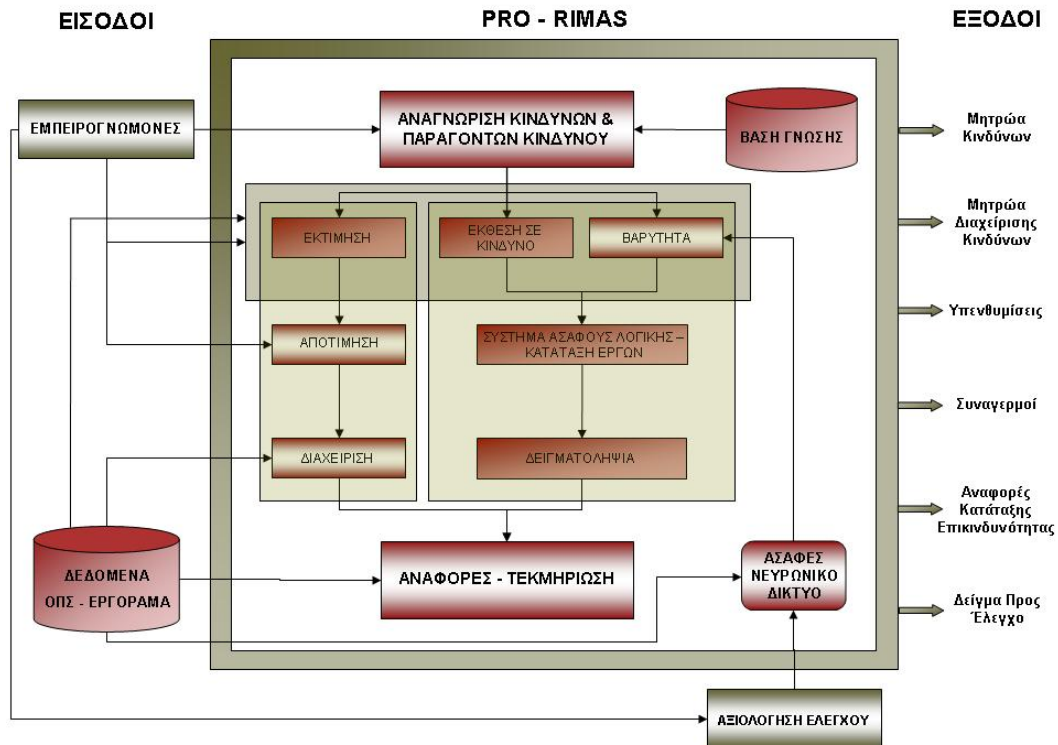 ΕΙΣΟΔΟΙ
PRO - RIMAS
ΕΞΟΔΟΙ
ΕΜΠΕΙΡΟΓΝΩΜΟΝΕΣ
ΑΝΑΓΝΩΡΙΣΗ ΚΙΝΔΥΝΩΝ &
ΠΑΡΑΓΟΝΤΩΝ ΚΙΝΔΥΝΟΥ
ΒΑΣΗ ΓΝΩΣΗΣ
Μητρώα
Κινδύνων
ΕΚΤΙΜΗΣΗ
ΕΚΘΕΣΗ ΣΕ
ΚΙΝΔΥΝΟ
ΒΑΡΥΤΗΤΑ
Μητρώα
Διαχείρισης
Κινδύνων
Υπενθυμίσεις
ΑΠΟΤΙΜΗΣΗ
ΣΥΣΤΗΜΑ ΑΣΑΦΟΥΣ ΛΟΓΙΚΗΣ –
ΚΑΤΑΤΑΞΗ ΕΡΓΩΝ
Συναγερμοί
ΔΙΑΧΕΙΡΙΣΗ
ΔΕΙΓΜΑΤΟΛΗΨΙΑ
Αναφορές
Κατάταξης
Επικινδυνότητας
ΔΕΔΟΜΕΝΑ
ΟΠΣ - ΕΡΓΟΡΑΜΑ
ΑΝΑΦΟΡΕΣ - ΤΕΚΜΗΡΙΩΣΗ
ΑΣΑΦΕΣ
ΝΕΥΡΩΝΙΚΟ
ΔΙΚΤΥΟ
Δείγμα Προς
Έλεγχο
ΑΞΙΟΛΟΓΗΣΗ ΕΛΕΓΧΟΥ